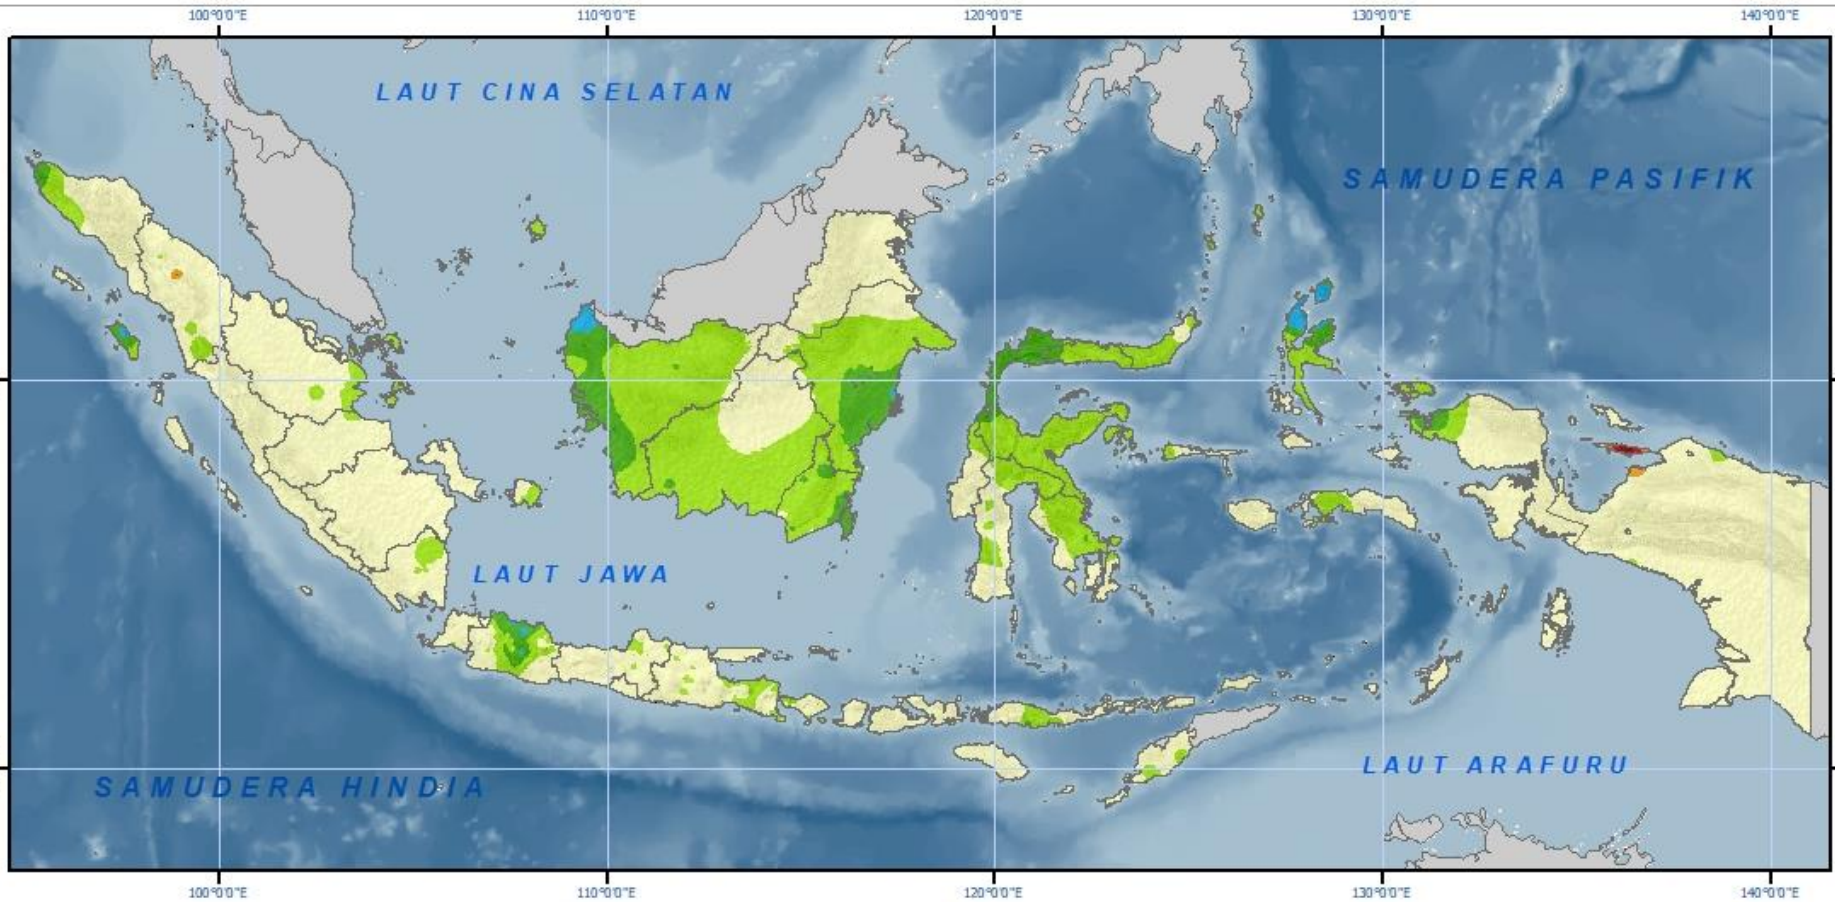 100°0'0"E 110°0'0"E 120°0'0"E 130°0'0"E 140°0'0"E
LAUT CINA SELATAN
SAMUDERA PASIFIK
LAUT JAWA
LAUT ARAFURU
SAMUDERA HINDIA
100°0'0"E 110°0'0"E 120°0'0"E 130°0'0"E 140°0'0"E